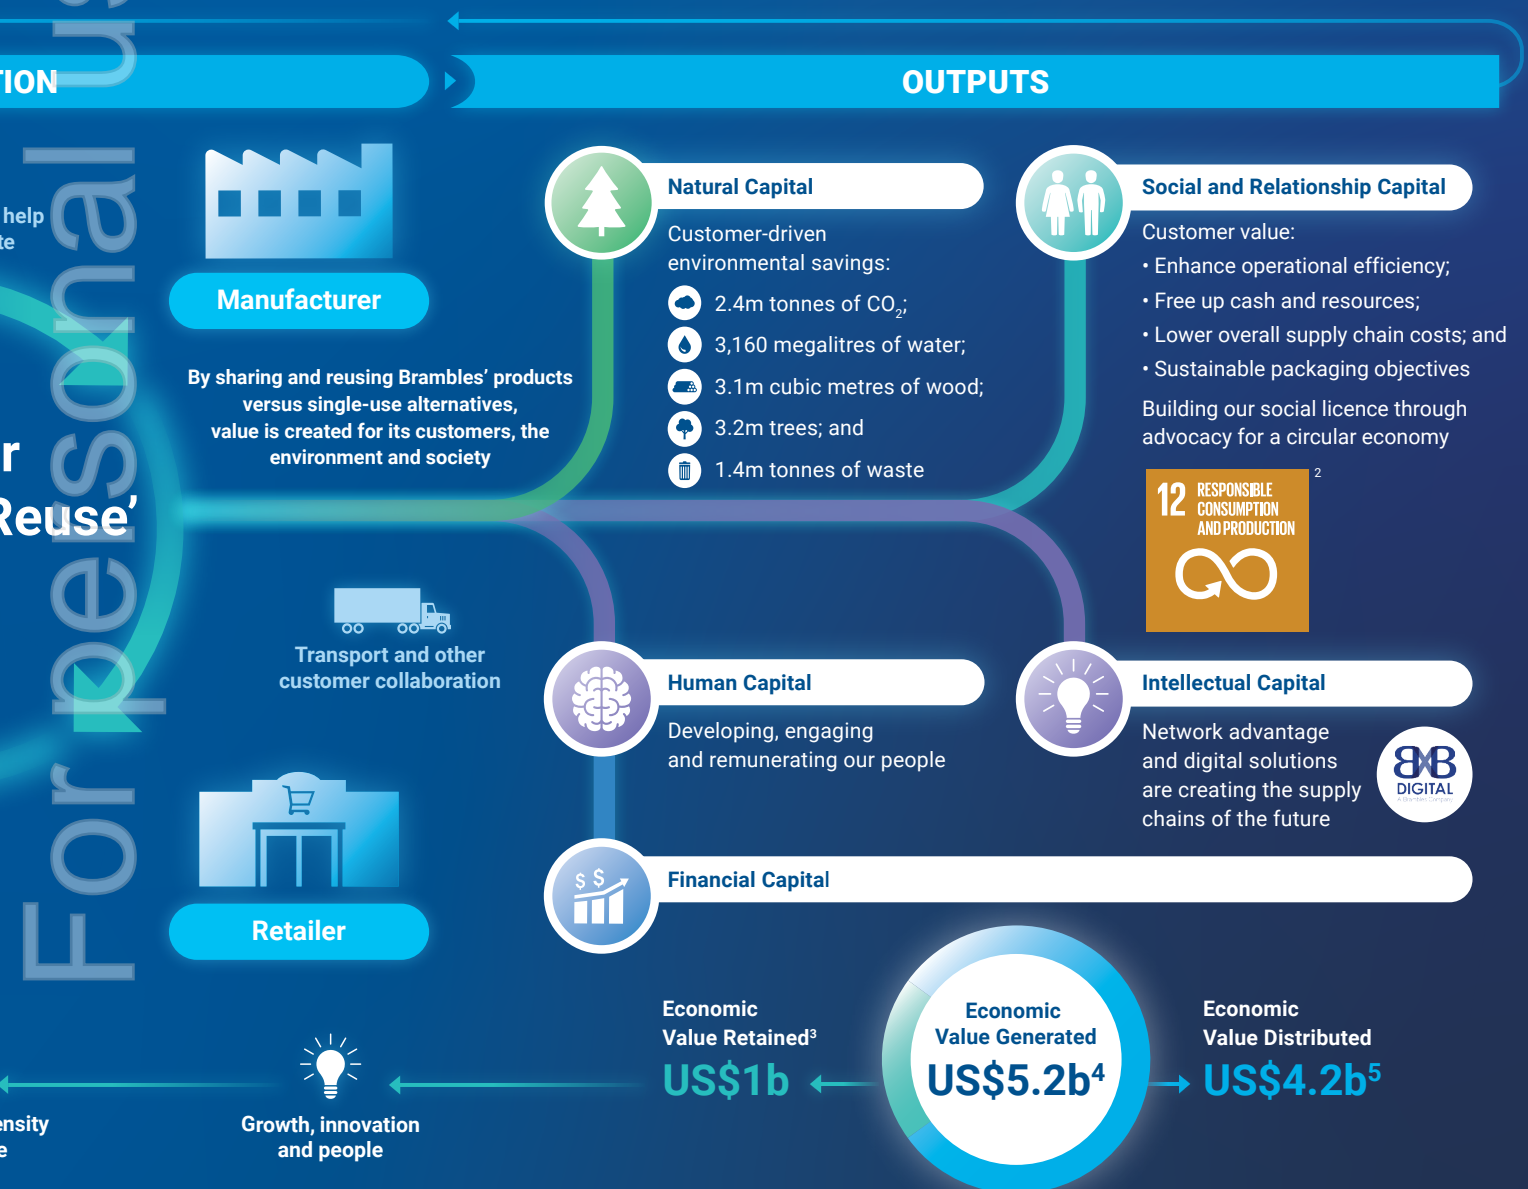 TION
OUTPUTS
help
te
Manufacturer
By sharing and reusing Brambles’ products
versus single-use alternatives,
value is created for its customers, the
environment and society
r
Reuse’
Transport and other
customer collaboration
Retailer
Natural Capital
Customer-driven
environmental savings:
2.4m tonnes of CO₂;
3,160 megalitres of water;
3.1m cubic metres of wood;
3.2m trees; and
1.4m tonnes of waste
Social and Relationship Capital
Customer value:
• Enhance operational efficiency;
• Free up cash and resources;
• Lower overall supply chain costs; and
• Sustainable packaging objectives
Building our social licence through
advocacy for a circular economy
12 RESPONSIBLE
CONSUMPTION
AND PRODUCTION
2
Human Capital
Developing, engaging
and remunerating our people
Intellectual Capital
Network advantage
and digital solutions
are creating the supply
chains of the future
BXB
DIGITAL
A Brambles Company
Financial Capital
$ $
Economic
Value Retained³
US$1b
Economic
Value Generated
US$5.2b⁴
Economic
Value Distributed
US$4.2b⁵
Growth, innovation
and people
ensity
e
For personal us